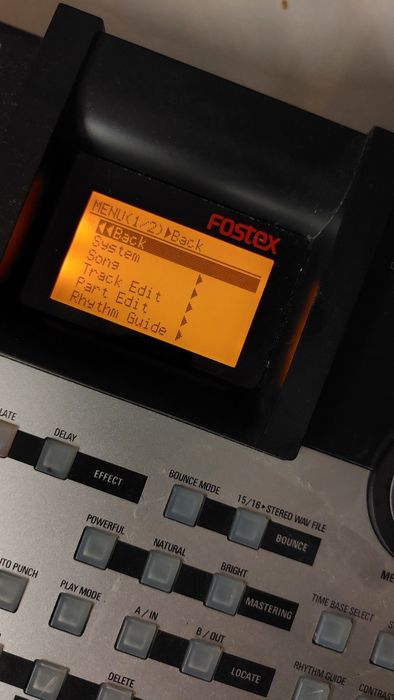 FOSTEX
MENU(1/2)▶Back
◀◀Back
System ▶
Song ▶
Track Edit ▶
Part Edit ▶
Rhythm Guide ▶
DELAY
EFFECT
BOUNCE MODE
15/16▶STEREO WAV FILE
BOUNCE
POWERFUL
NATURAL
BRIGHT
MASTERING
PLAY MODE
A / IN
B / OUT
LOCATE
TIME BASE SELECT
DELETE
RHYTHM GUIDE